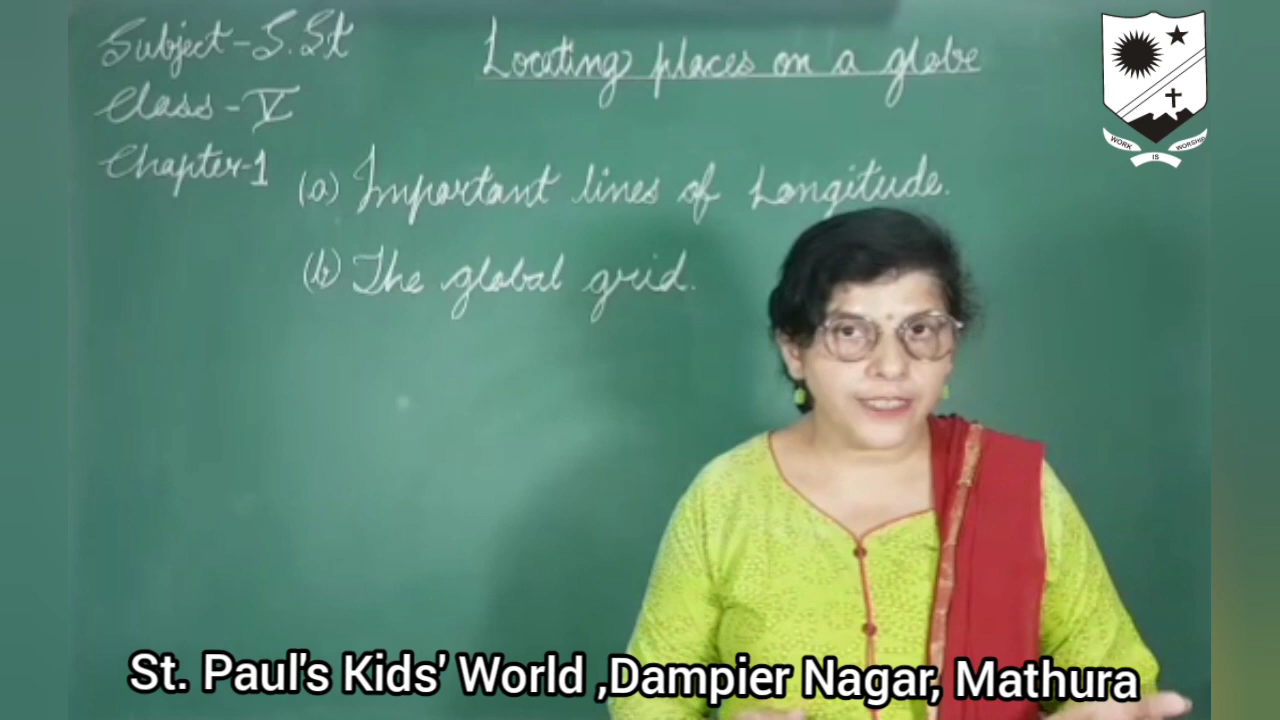 Subject - S.St
Class - V
Chapter-1
Locating places on a globe
(a) Important lines of Longitude.
(b) The global grid.
WORK IS WORSHIP
St. Paul's Kids' World ,Dampier Nagar, Mathura